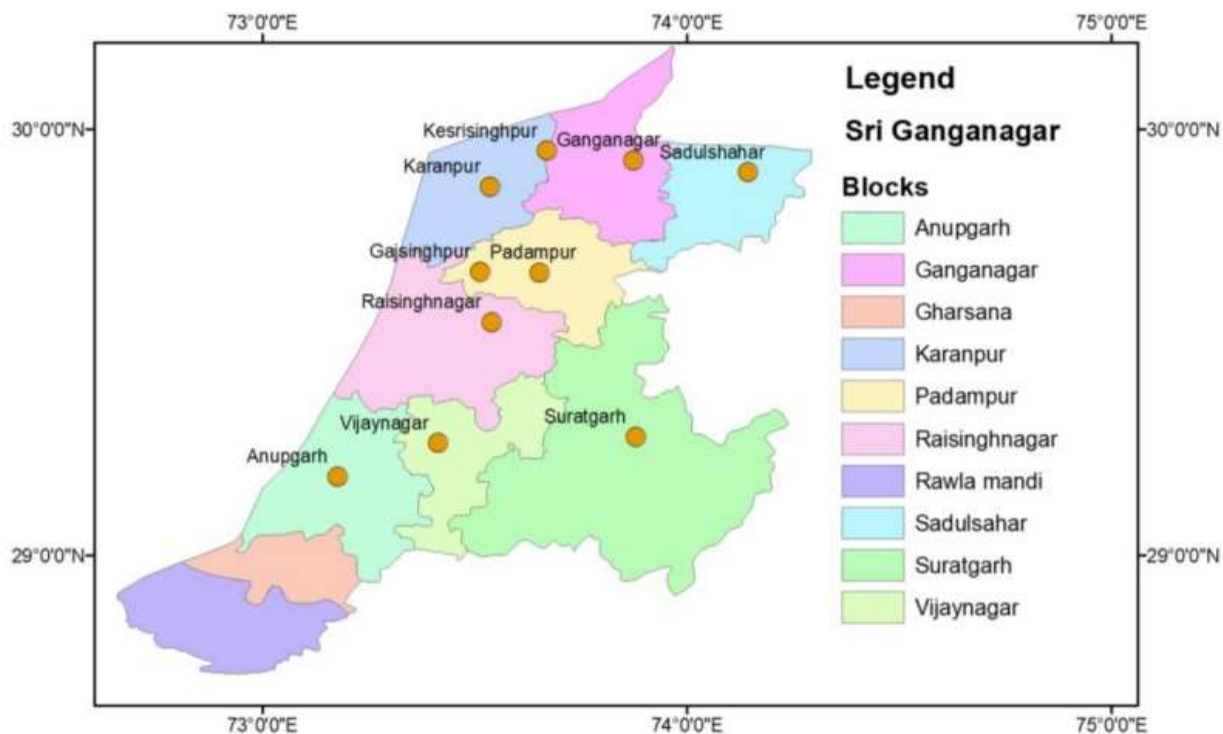 73°0'0"E
74°0'0"E
75°0'0"E
30°0'0"N
30°0'0"N
Legend
Sri Ganganagar
Kesrisinghpur
Ganganagar
Sadulshahar
Karanpur
Blocks
Anupgarh
Gajsinghpur
Padampur
Ganganagar
Raisinghnagar
Gharsana
Karanpur
Padampur
Vijaynagar
Suratgarh
Raisinghnagar
Anupgarh
Rawla mandi
Sadulsahar
29°0'0"N
29°0'0"N
Suratgarh
Vijaynagar
73°0'0"E
74°0'0"E
75°0'0"E